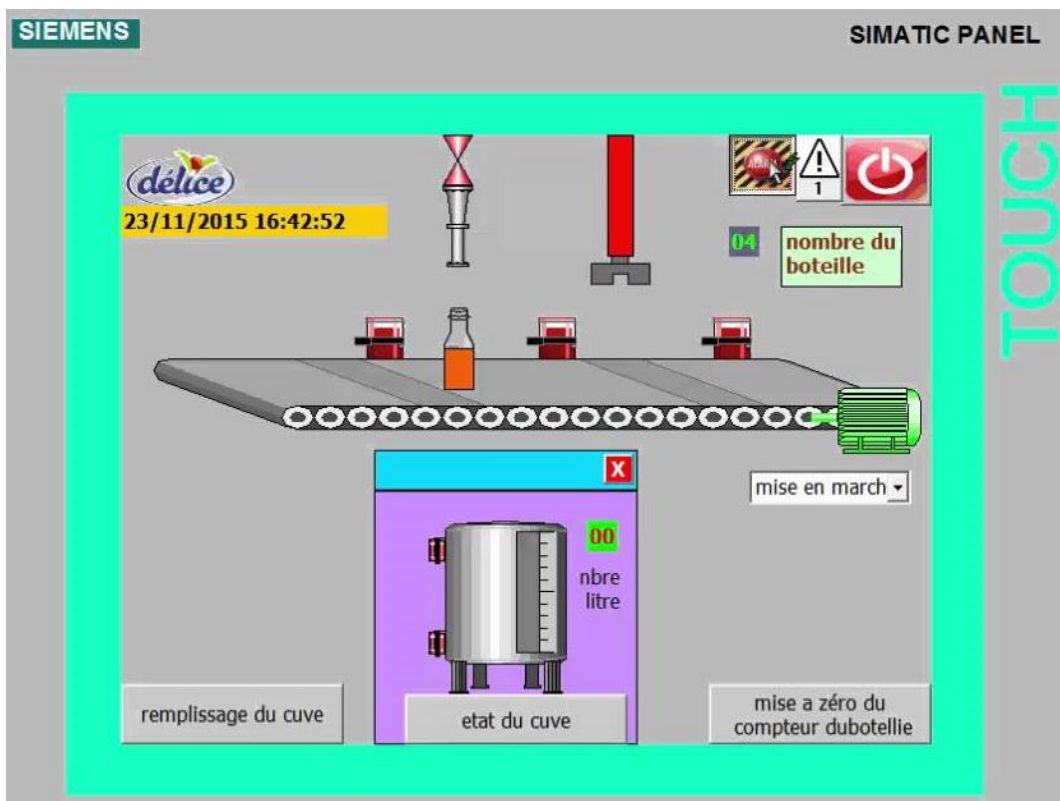 SIEMENS
SIMATIC PANEL
TOUCH
délice
ALARM
1
23/11/2015 16:42:52
04
nombre du
boteille
X
mise en march
00
nbre
litre
remplissage du cuve
etat du cuve
mise a zéro du
compteur dubotellie